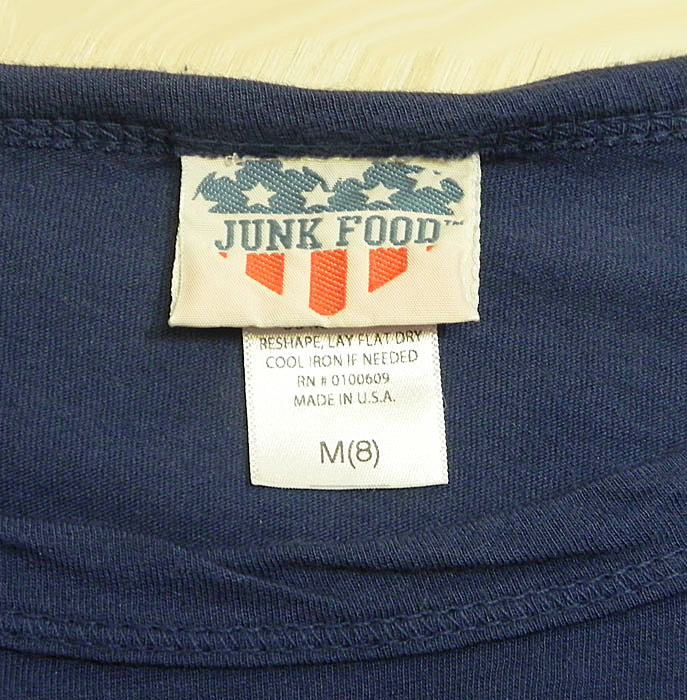 JUNK FOOD™
RESHAPE, LAY FLAT DRY
COOL IRON IF NEEDED
RN # 0100609
MADE IN U.S.A.
M(8)